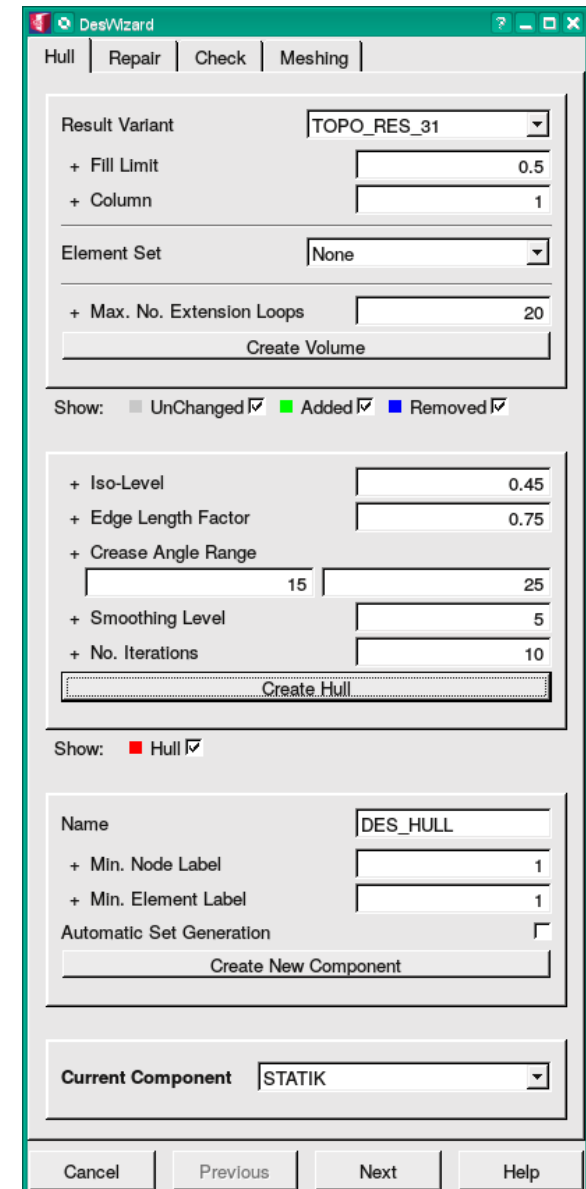 DesWizard
Hull Repair Check Meshing
Result Variant TOPO_RES_31
+ Fill Limit 0.5
+ Column 1
Element Set None
+ Max. No. Extension Loops 20
Create Volume
Show: UnChanged Added Removed
+ Iso-Level 0.45
+ Edge Length Factor 0.75
+ Crease Angle Range
15 25
+ Smoothing Level 5
+ No. Iterations 10
Create Hull
Show: Hull
Name DES_HULL
+ Min. Node Label 1
+ Min. Element Label 1
Automatic Set Generation
Create New Component
Current Component STATIK
Cancel Previous Next Help